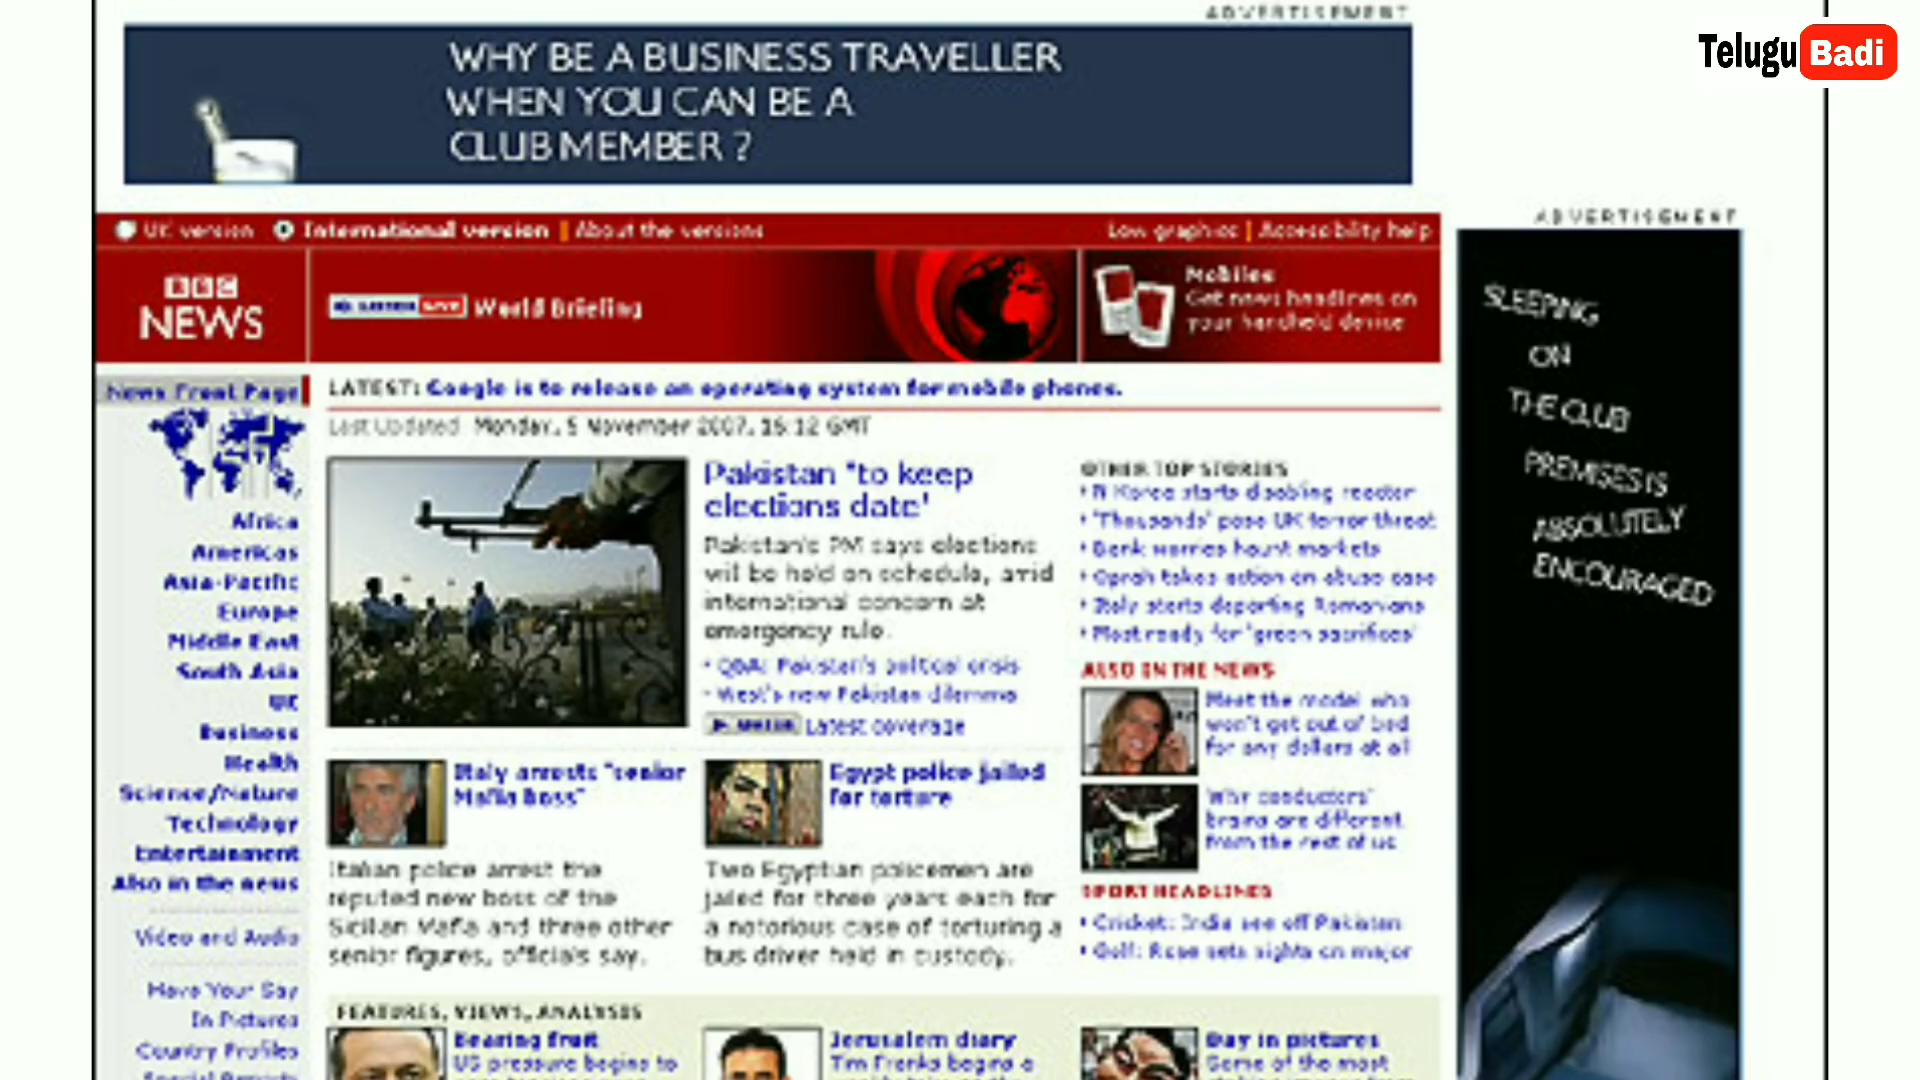 ADVERTISEMENT
Telugu Badi
WHY BE A BUSINESS TRAVELLER
WHEN YOU CAN BE A
CLUB MEMBER ?
ADVERTISEMENT
UK version International version | About the versions
Low graphics | Accessibility help
BBC
NEWS
LISTEN LIVE World Briefing
Mobiles
Get news headlines on
your handheld device
SLEEPING
ON
THE CLUB
PREMISES IS
ABSOLUTELY
ENCOURAGED
News Front Page
Africa
Americas
Asia-Pacific
Europe
Middle East
South Asia
UK
Business
Health
Science/Nature
Technology
Entertainment
Also in the news
Video and Audio
Have Your Say
In Pictures
Country Profiles
Special Reports
LATEST: Google is to release an operating system for mobile phones.
Last Updated: Monday, 5 November 2007, 16:12 GMT
Pakistan 'to keep
elections date'
Pakistan's PM says elections
will be held on schedule, amid
international concern at
emergency rule.
Q&A: Pakistan's political crisis
West's new Pakistan dilemma
Latest coverage
Italy arrests 'senior
Mafia boss'
Italian police arrest the
reputed new boss of the
Sicilian Mafia and three other
senior figures, officials say.
Egypt police jailed
for torture
Two Egyptian policemen are
jailed for three years each for
a notorious case of torturing a
bus driver held in custody.
OTHER TOP STORIES
N Korea starts disabling reactor
'Thousands' pose UK terror threat
Bank worries haunt markets
Oprah takes action on abuse case
Italy starts deporting Romanians
Most ready for 'green sacrifices'
ALSO IN THE NEWS
Meet the model who
won't get out of bed
for any dollars at all
Why conductors'
brains are different
from the rest of us
SPORT HEADLINES
Cricket: India see off Pakistan
Golf: Rose sets sights on major
FEATURES, VIEWS, ANALYSIS
Bearing fruit
US pressure begins to
Jerusalem diary
Tim Franks begins a
Day in pictures
Some of the most